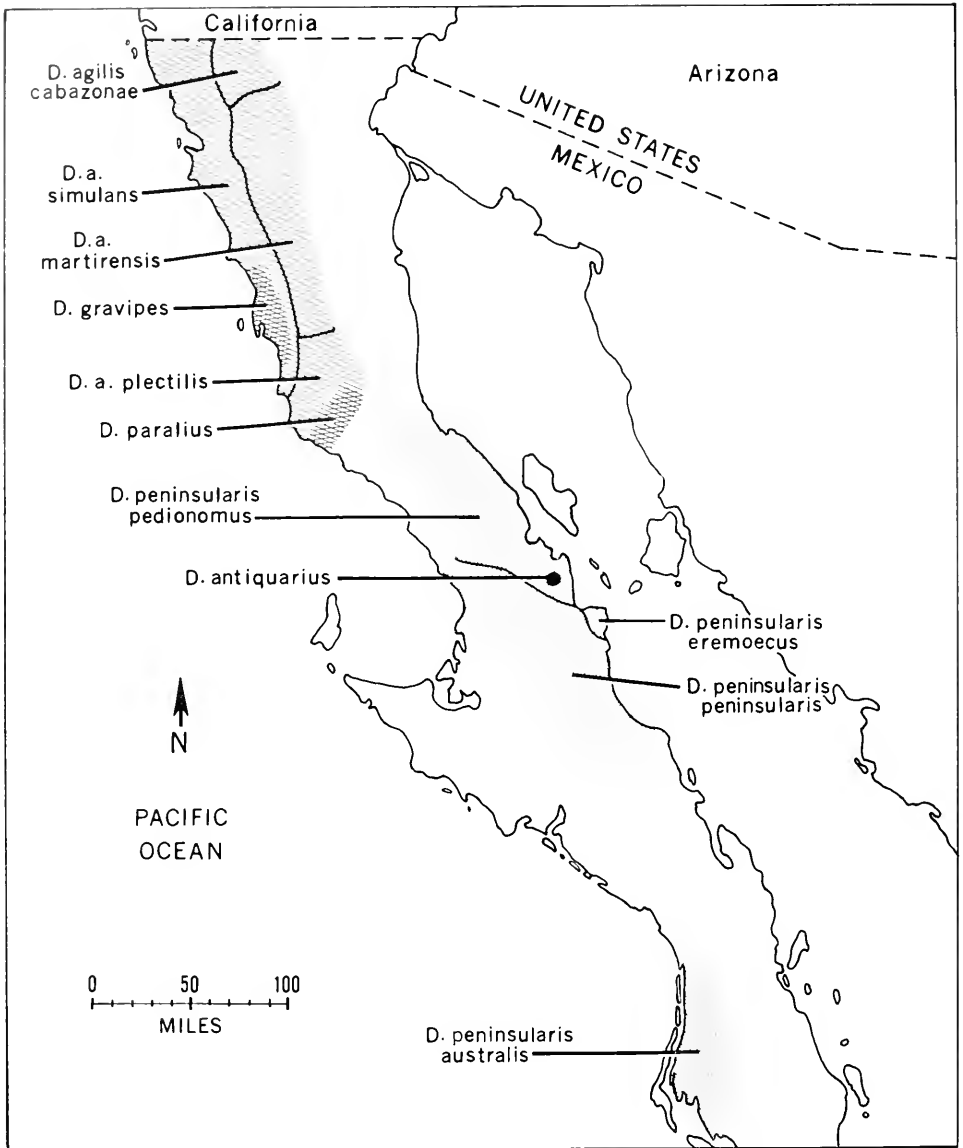 California
Arizona
UNITED STATES
MEXICO
D. agilis
cabazonae
D. a.
simulans
D. a.
martirensis
D. gravipes
D. a. plectilis
D. paralius
D. peninsularis
pedionomus
D. antiquarius
D. peninsularis
eremoecus
D. peninsularis
peninsularis
N
PACIFIC
OCEAN
0 50 100
MILES
D. peninsularis
australis